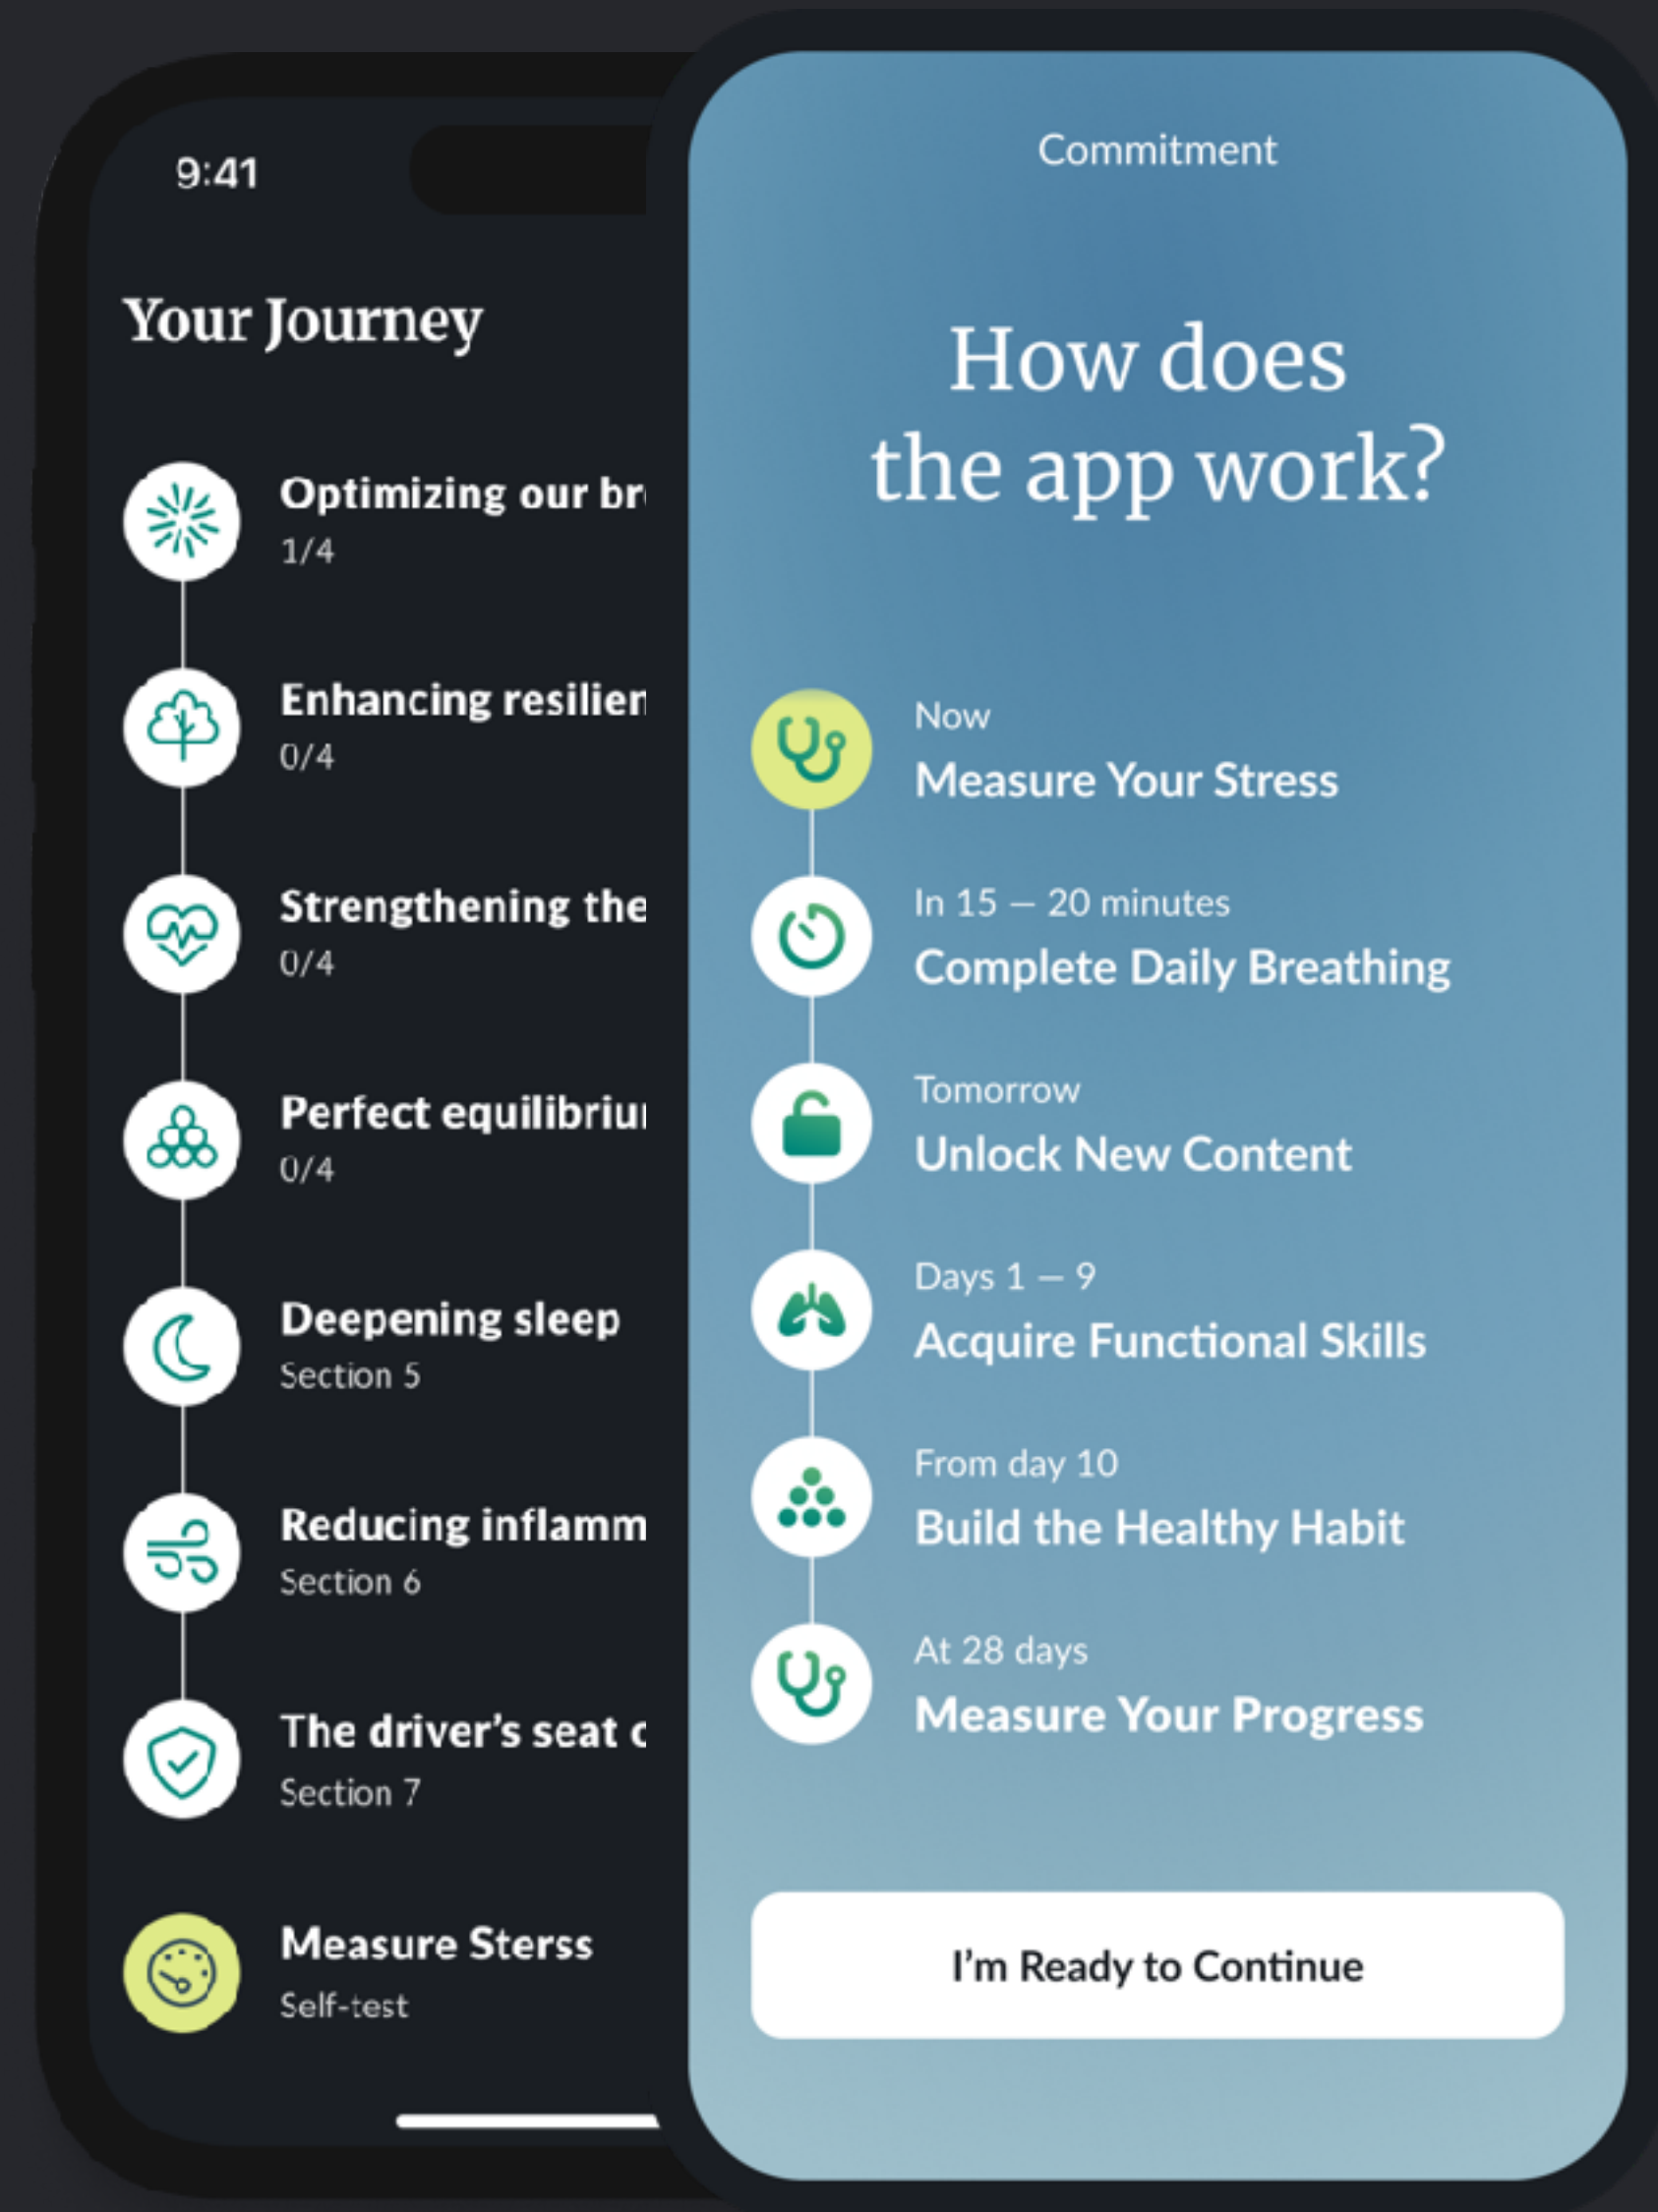 9:41
Your Journey
Optimizing our
1/4
Enhancing
0/4
Strengthening the
0/4
Perfect
0/4
Deepening sleep
Section 5
Reducing
Section 6
The driver’s seat
Section 7
Measure Sterss
Self-test
Commitment
How does
the app work?
Now
Measure Your Stress
In 15 – 20 minutes
Complete Daily Breathing
Tomorrow
Unlock New Content
Days 1 – 9
Acquire Functional Skills
From day 10
Build the Healthy Habit
At 28 days
Measure Your Progress
I’m Ready to Continue